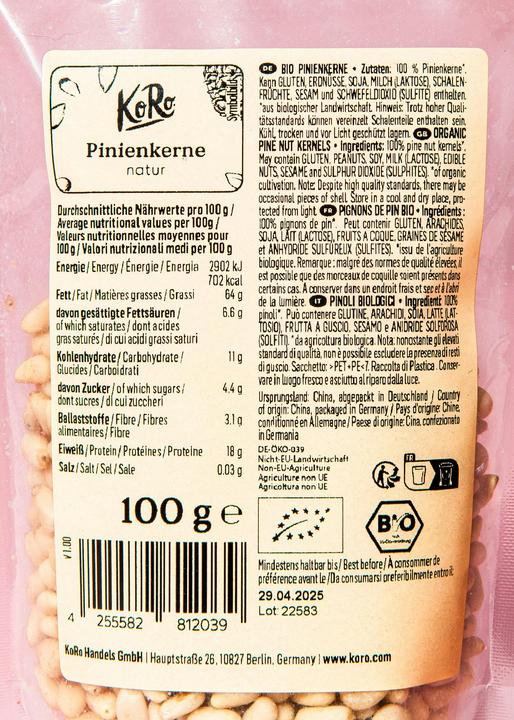 KoRo
Symbolbild
Pinienkerne
natur
Durchschnittliche Nährwerte pro 100 g /
Average nutritional values per 100g /
Valeurs nutritionnelles moyennes pour
100g / Valori nutrizionali medi per 100 g
Energie / Energy / Énergie / Energia 2902 kJ
702 kcal
Fett / Fat / Matières grasses / Grassi 64 g
davon gesättigte Fettsäuren / 6.6 g
of which saturates / dont acides
gras saturés / di cui acidi grassi saturi
Kohlenhydrate / Carbohydrate / 11 g
Glucides / Carboidrati
davon Zucker / of which sugars / 4.4 g
dont sucres / di cui zuccheri
Ballaststoffe / Fibre / Fibres 3.1 g
alimentaires / Fibre
Eiweiß / Protein / Protéines / Proteine 18 g
Salz / Salt / Sel / Sale 0.03 g
100 g e
V1.00
4 255582 812039
DE BIO PINIENKERNE • Zutaten: 100 % Pinienkerne*.
Kann GLUTEN, ERDNÜSSE, SOJA, MILCH (LAKTOSE), SCHALEN-
FRÜCHTE, SESAM und SCHWEFELDIOXID (SULFITE) enthalten.
*aus biologischer Landwirtschaft. Hinweis: Trotz hoher Quali-
tätsstandards können vereinzelt Schalenteile enthalten sein.
Kühl, trocken und vor Licht geschützt lagern. GB ORGANIC
PINE NUT KERNELS • Ingredients: 100% pine nut kernels*.
May contain GLUTEN, PEANUTS, SOY, MILK (LACTOSE), EDIBLE
NUTS, SESAME and SULPHUR DIOXIDE (SULPHITES). *of organic
cultivation. Note: Despite high quality standards, there may be
occasional pieces of shell. Store in a cool and dry place, pro-
tected from light. FR PIGNONS DE PIN BIO • Ingrédients :
100% pignons de pin*. Peut contenir GLUTEN, ARACHIDES,
SOJA, LAIT (LACTOSE), FRUITS A COQUE, GRAINES DE SÉSAME
et ANHYDRIDE SULFUREUX (SULFITES). *issu de l'agriculture
biologique. Remarque : malgré des normes de qualité élevées, il
est possible que des morceaux de coquille soient présents dans
certains cas. À conserver dans un endroit frais et sec et à l'abri
de la lumière. IT PINOLI BIOLOGICI • Ingredienti: 100%
pinoli*. Può contenere GLUTINE, ARACHIDI, SOIA, LATTE (LAT-
TOSIO), FRUTTA A GUSCIO, SESAMO e ANIDRIDE SOLFOROSA
(SOLFITI). *da agricoltura biologica. Nota: nonostante gli elevati
standard di qualità, non è possibile escludere la presenza di resti
di guscio. Sacchetto: >PET+PE<7. Raccolta di Plastica. Conser-
vare in luogo fresco e asciutto al riparo dalla luce.
Ursprungsland: China, abgepackt in Deutschland / Country
of origin: China, packaged in Germany / Pays d'origine: Chine,
conditionné en Allemagne / Paese di origine: Cina, confezionato
in Germania
DE-ÖKO-039
Nicht-EU-Landwirtschaft
Non-EU-Agriculture
Agriculture non UE
Agricoltura non UE
FR
BIO
Mindestens haltbar bis / Best before / À consommer de
préférence avant le / Da consumarsi preferibilmente entro il:
29.04.2025
Lot: 22583
KoRo Handels GmbH | Hauptstraße 26, 10827 Berlin, Germany | www.koro.com